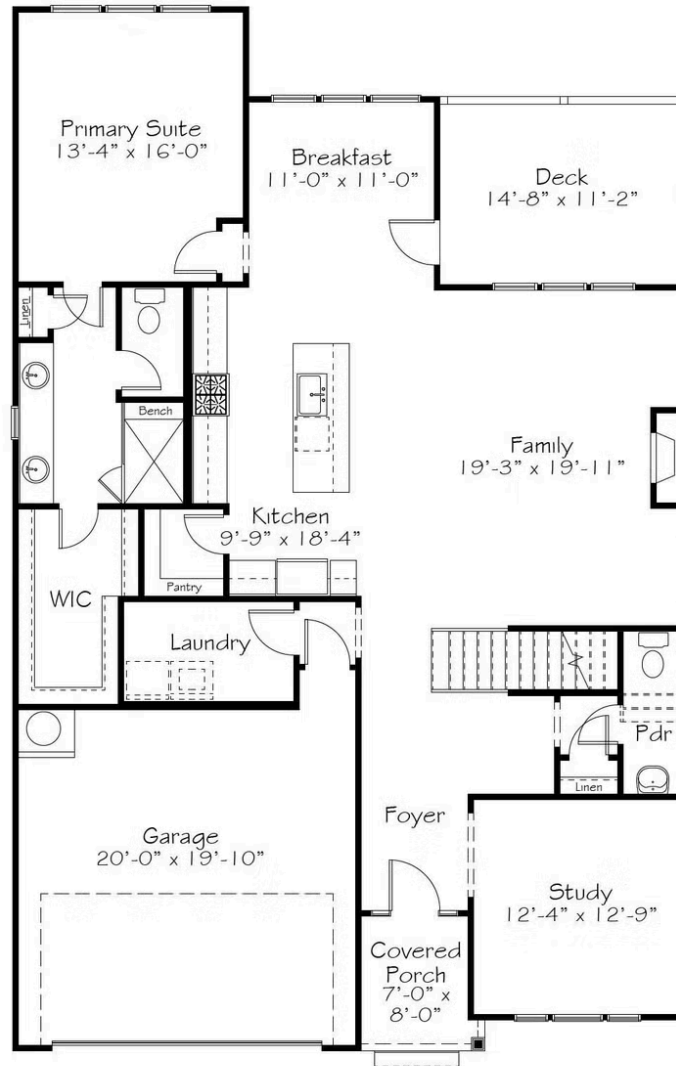 Primary Suite
13'-4" x 16'-0"
Breakfast
11'-0" x 11'-0"
Deck
14'-8" x 11'-2"
Linen
Bench
Family
19'-3" x 19'-11"
Kitchen
9'-9" x 18'-4"
Pantry
WIC
Laundry
Pdr
Linen
Foyer
Garage
20'-0" x 19'-10"
Study
12'-4" x 12'-9"
Covered
Porch
7'-0" x
8'-0"